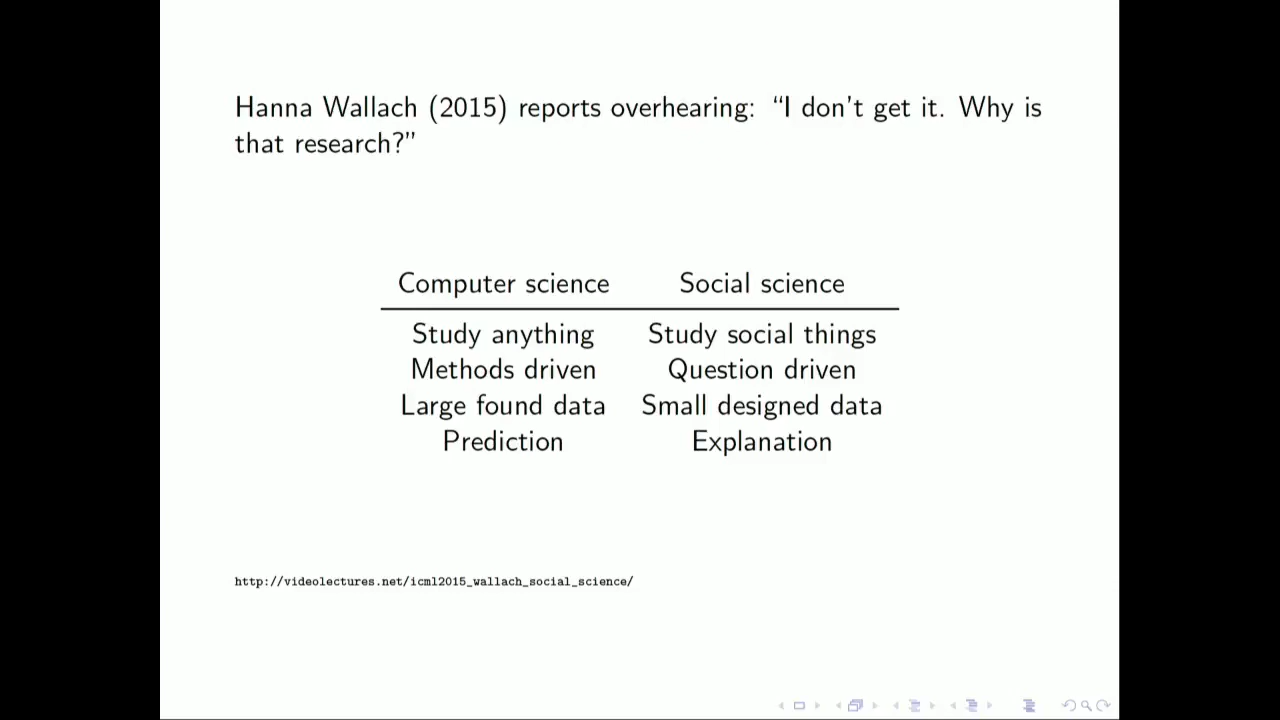 Hanna Wallach (2015) reports overhearing: “I don’t get it. Why is
that research?”
Computer science Social science
Study anything Study social things
Methods driven Question driven
Large found data Small designed data
Prediction Explanation
http://videolectures.net/icml2015_wallach_social_science/